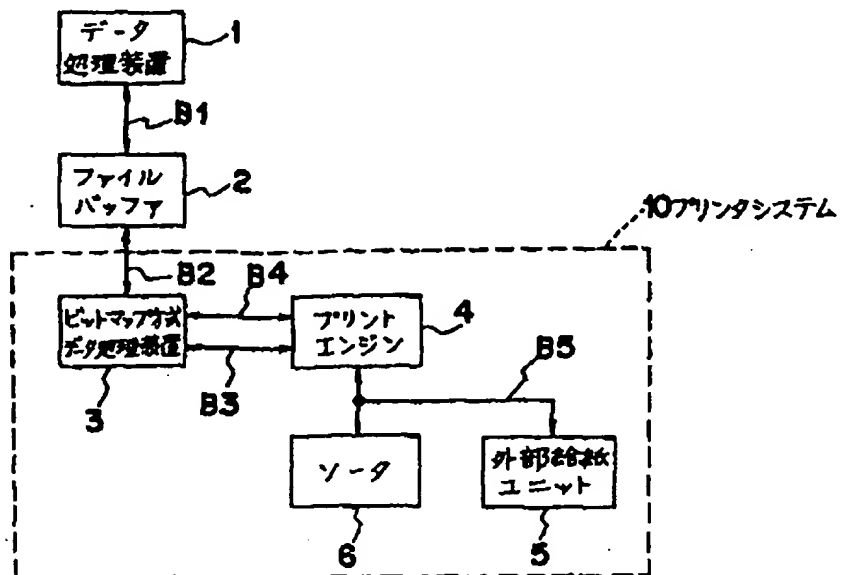 データ
処理装置
1
B1
ファイル
バッファ
2
10プリンタシステム
B2
B4
ビットマップ方式
データ処理装置
プリント
エンジン
4
B3
3
B5
ソータ
外部給紙
ユニット
6
5